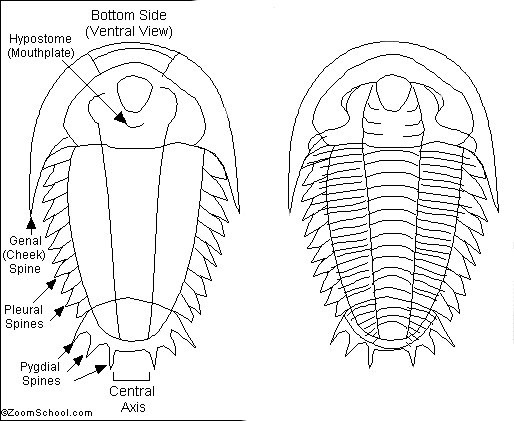 Bottom Side
(Ventral View)
Hypostome
(Mouthplate)
Genal
(Cheek)
Spine
Pleural
Spines
Pygdial
Spines
Central
Axis
©ZoomSchool.com